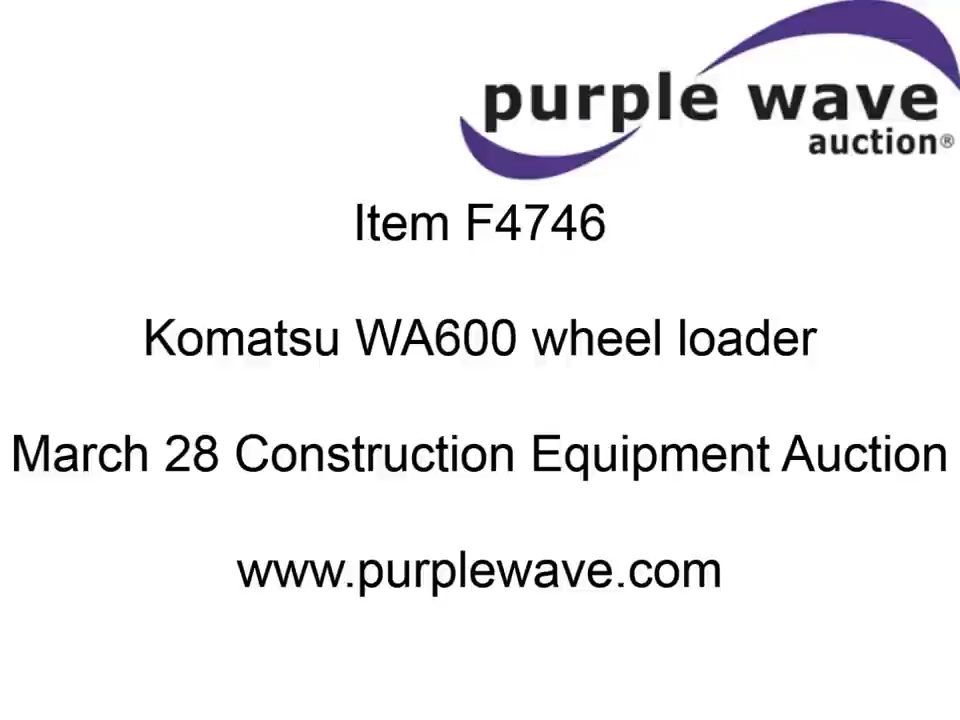 purple wave
auction®
Item F4746
Komatsu WA600 wheel loader
March 28 Construction Equipment Auction
www.purplewave.com